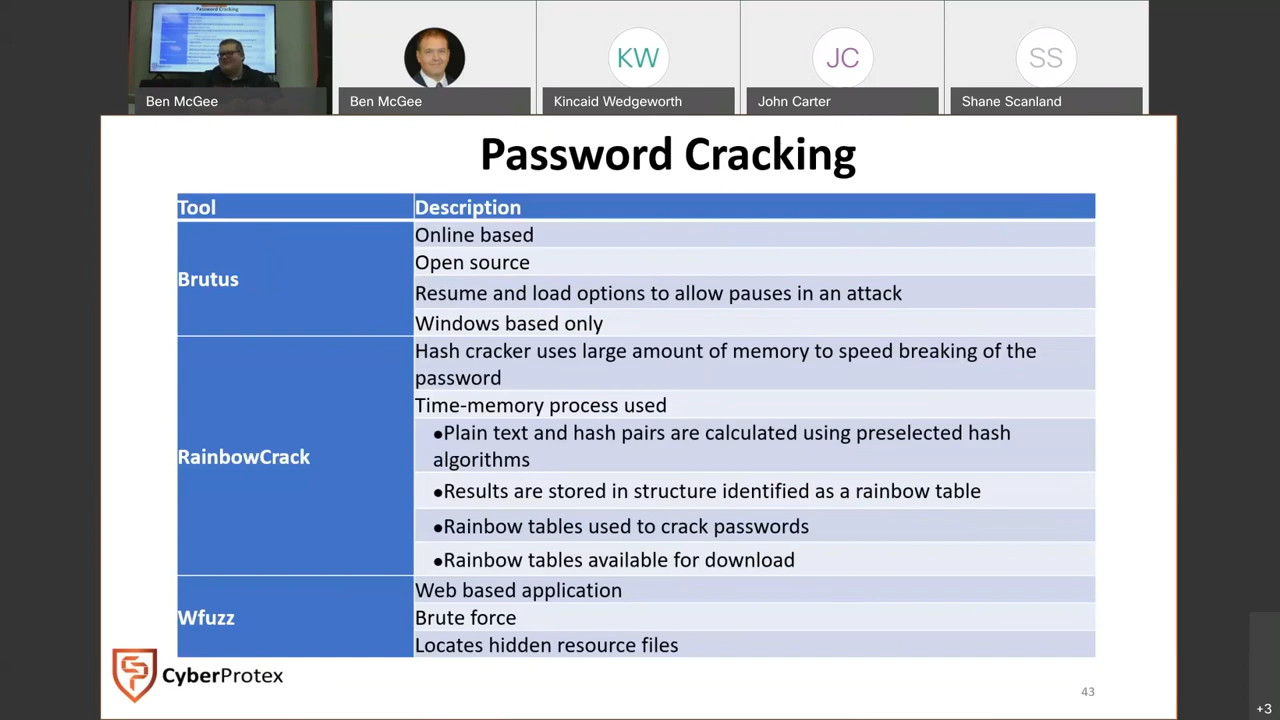 Password Cracking
Ben McGee
Ben McGee
KW
Kincaid Wedgeworth
JC
John Carter
SS
Shane Scanland
Password Cracking
Tool
Description
Brutus
Online based
Open source
Resume and load options to allow pauses in an attack
Windows based only
RainbowCrack
Hash cracker uses large amount of memory to speed breaking of the
password
Time-memory process used
•Plain text and hash pairs are calculated using preselected hash
algorithms
•Results are stored in structure identified as a rainbow table
•Rainbow tables used to crack passwords
•Rainbow tables available for download
Wfuzz
Web based application
Brute force
Locates hidden resource files
CP
CyberProtex
43
+3